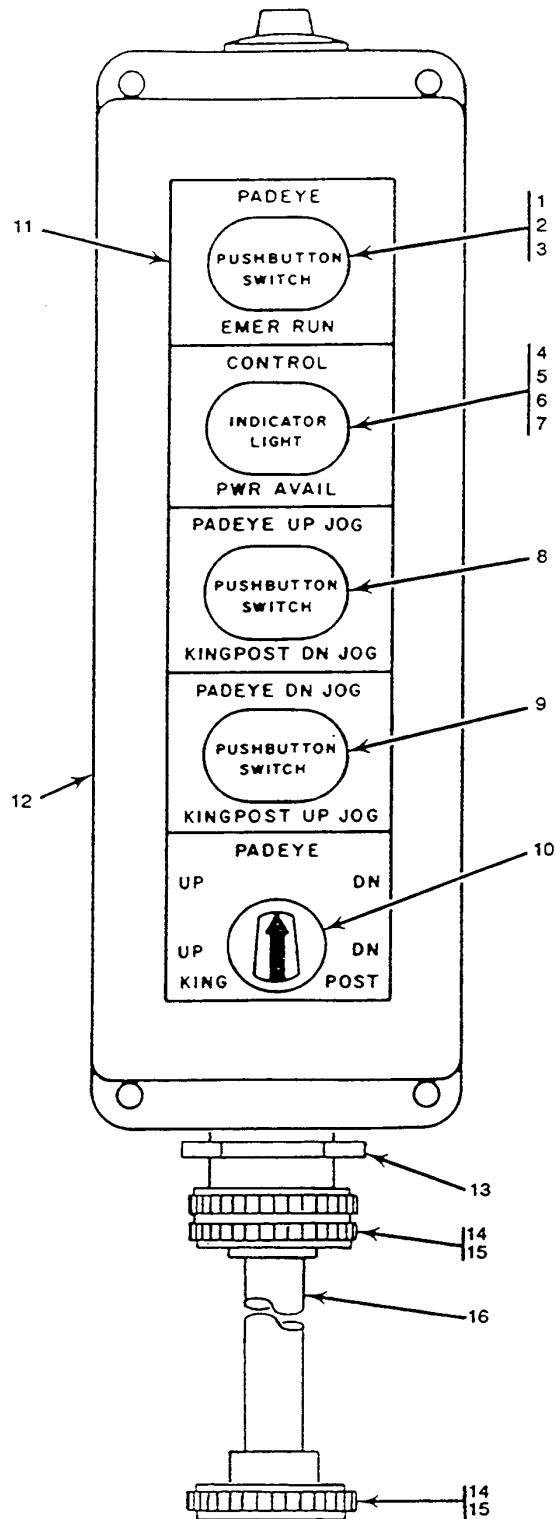 11
PADEYE
PUSHBUTTON
SWITCH
EMER RUN
1
2
3
CONTROL
INDICATOR
LIGHT
PWR AVAIL
4
5
6
7
PADEYE UP JOG
PUSHBUTTON
SWITCH
KINGPOST DN JOG
8
PADEYE DN JOG
PUSHBUTTON
SWITCH
KINGPOST UP JOG
9
12
PADEYE
UP DN
UP DN
KING POST
10
13
14
15
16
14
15